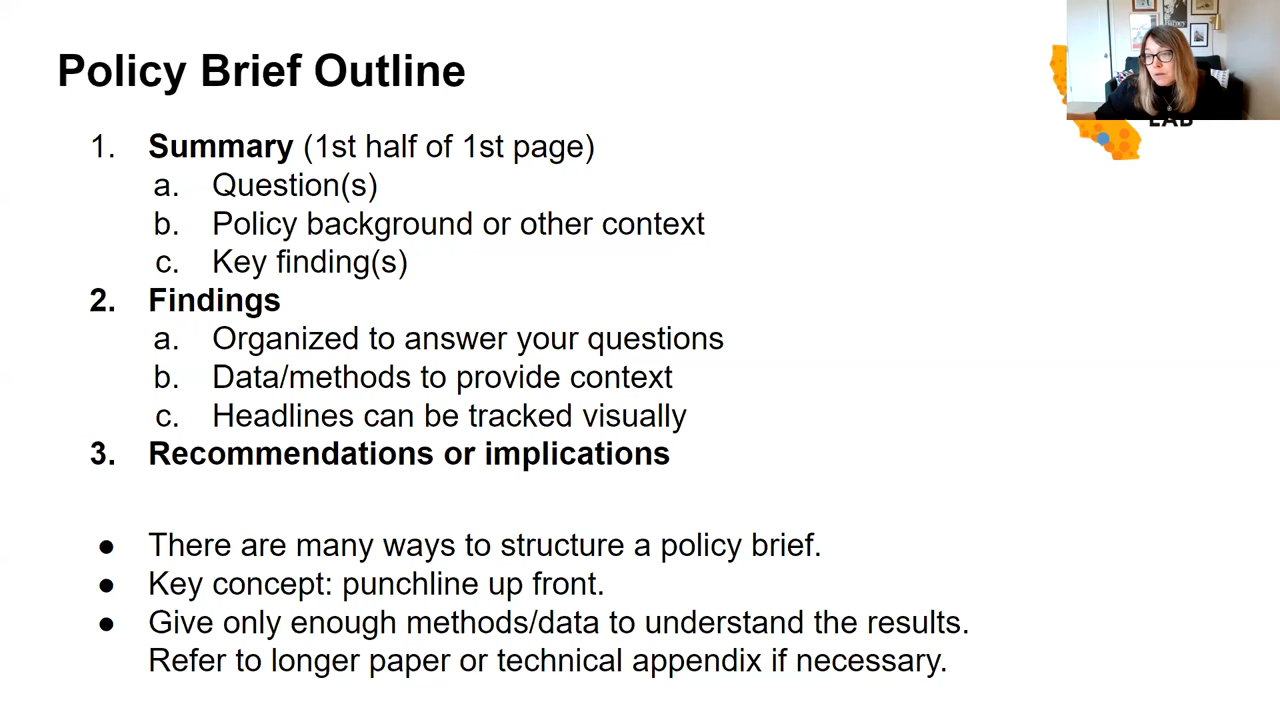 Policy Brief Outline
1. Summary (1st half of 1st page)
a. Question(s)
b. Policy background or other context
c. Key finding(s)
2. Findings
a. Organized to answer your questions
b. Data/methods to provide context
c. Headlines can be tracked visually
3. Recommendations or implications
● There are many ways to structure a policy brief.
● Key concept: punchline up front.
● Give only enough methods/data to understand the results.
Refer to longer paper or technical appendix if necessary.
LAB